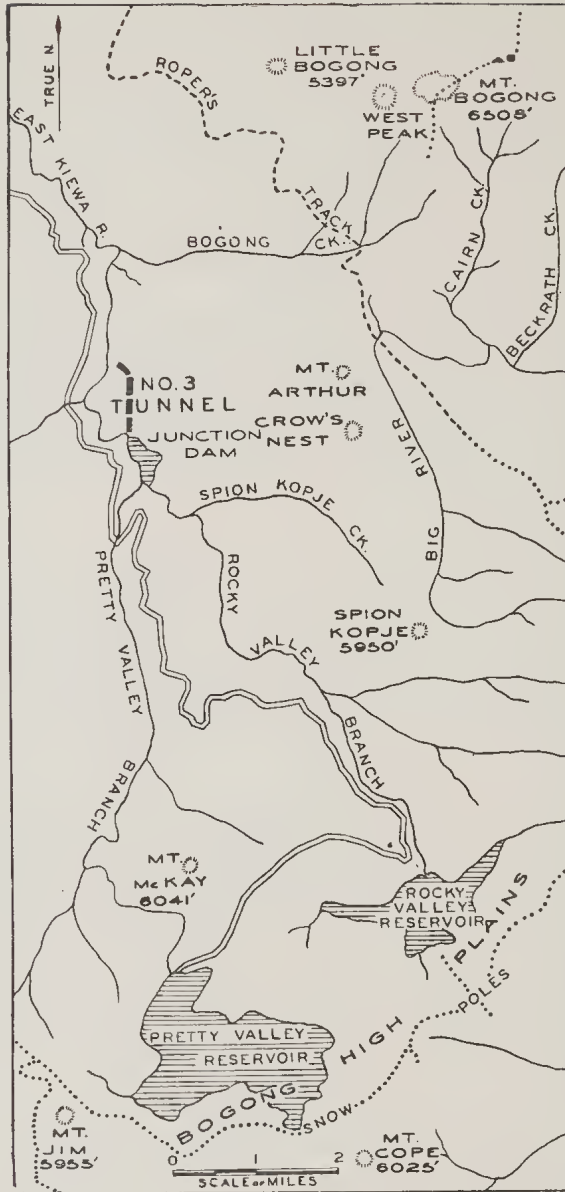 TRUE N.
LITTLE
BOGONG
5397'
MT.
BOGONG
6508'
WEST
PEAK
ROPER'S
TRACK
EAST KIEWA R.
BOGONG CK.
CAIRN CK.
BECKRATH CK.
MT.
ARTHUR
NO. 3
TUNNEL
CROW'S
NEST
JUNCTION
DAM
BIG RIVER
SPION KOPJE CK.
PRETTY VALLEY BRANCH
ROCKY VALLEY BRANCH
SPION
KOPJE
5950'
MT.
McKAY
6041'
ROCKY
VALLEY
RESERVOIR
PRETTY VALLEY
RESERVOIR
BOGONG HIGH PLAINS
SNOW POLES
MT.
JIM
5955'
MT.
COPE
6025'
0 1 2
SCALE OF MILES